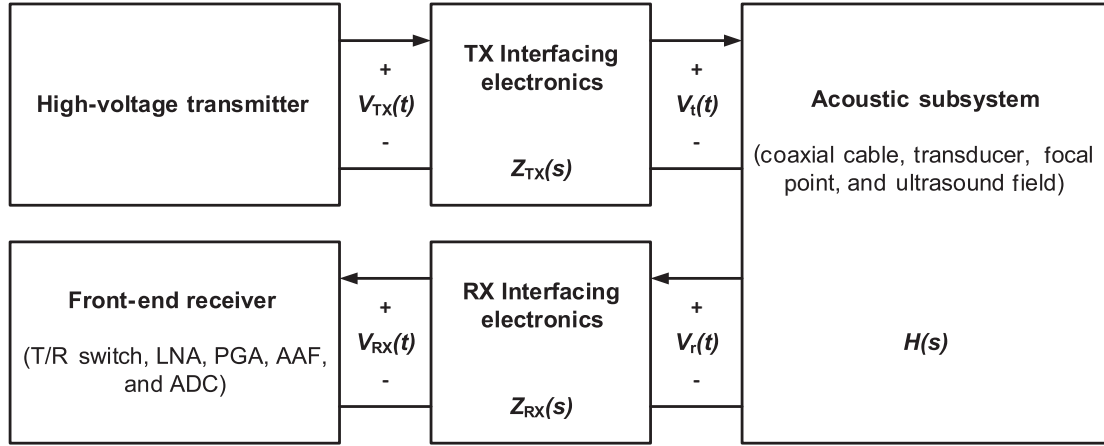 High-voltage transmitter
+
VTX(t)
-
TX Interfacing
electronics
ZTX(s)
+
Vt(t)
-
Acoustic subsystem
(coaxial cable, transducer, focal
point, and ultrasound field)
H(s)
Front-end receiver
(T/R switch, LNA, PGA, AAF,
and ADC)
+
VRX(t)
-
RX Interfacing
electronics
ZRX(s)
+
Vr(t)
-